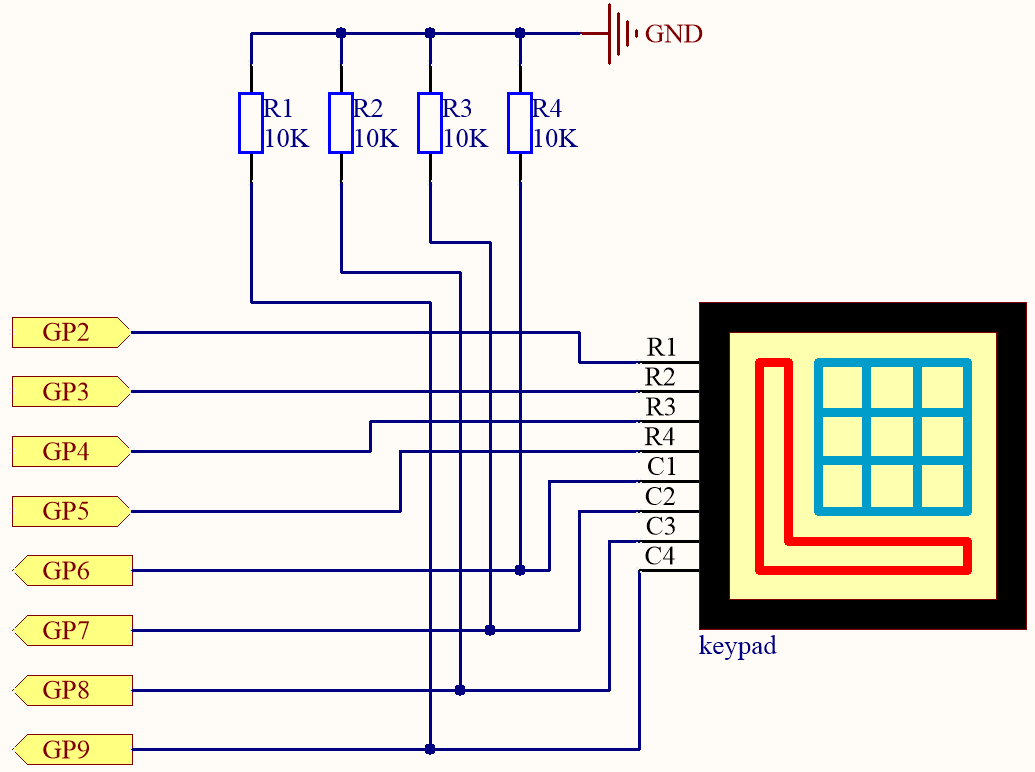 GND
R1
10K
R2
10K
R3
10K
R4
10K
GP2
GP3
GP4
GP5
GP6
GP7
GP8
GP9
R1
R2
R3
R4
C1
C2
C3
C4
keypad